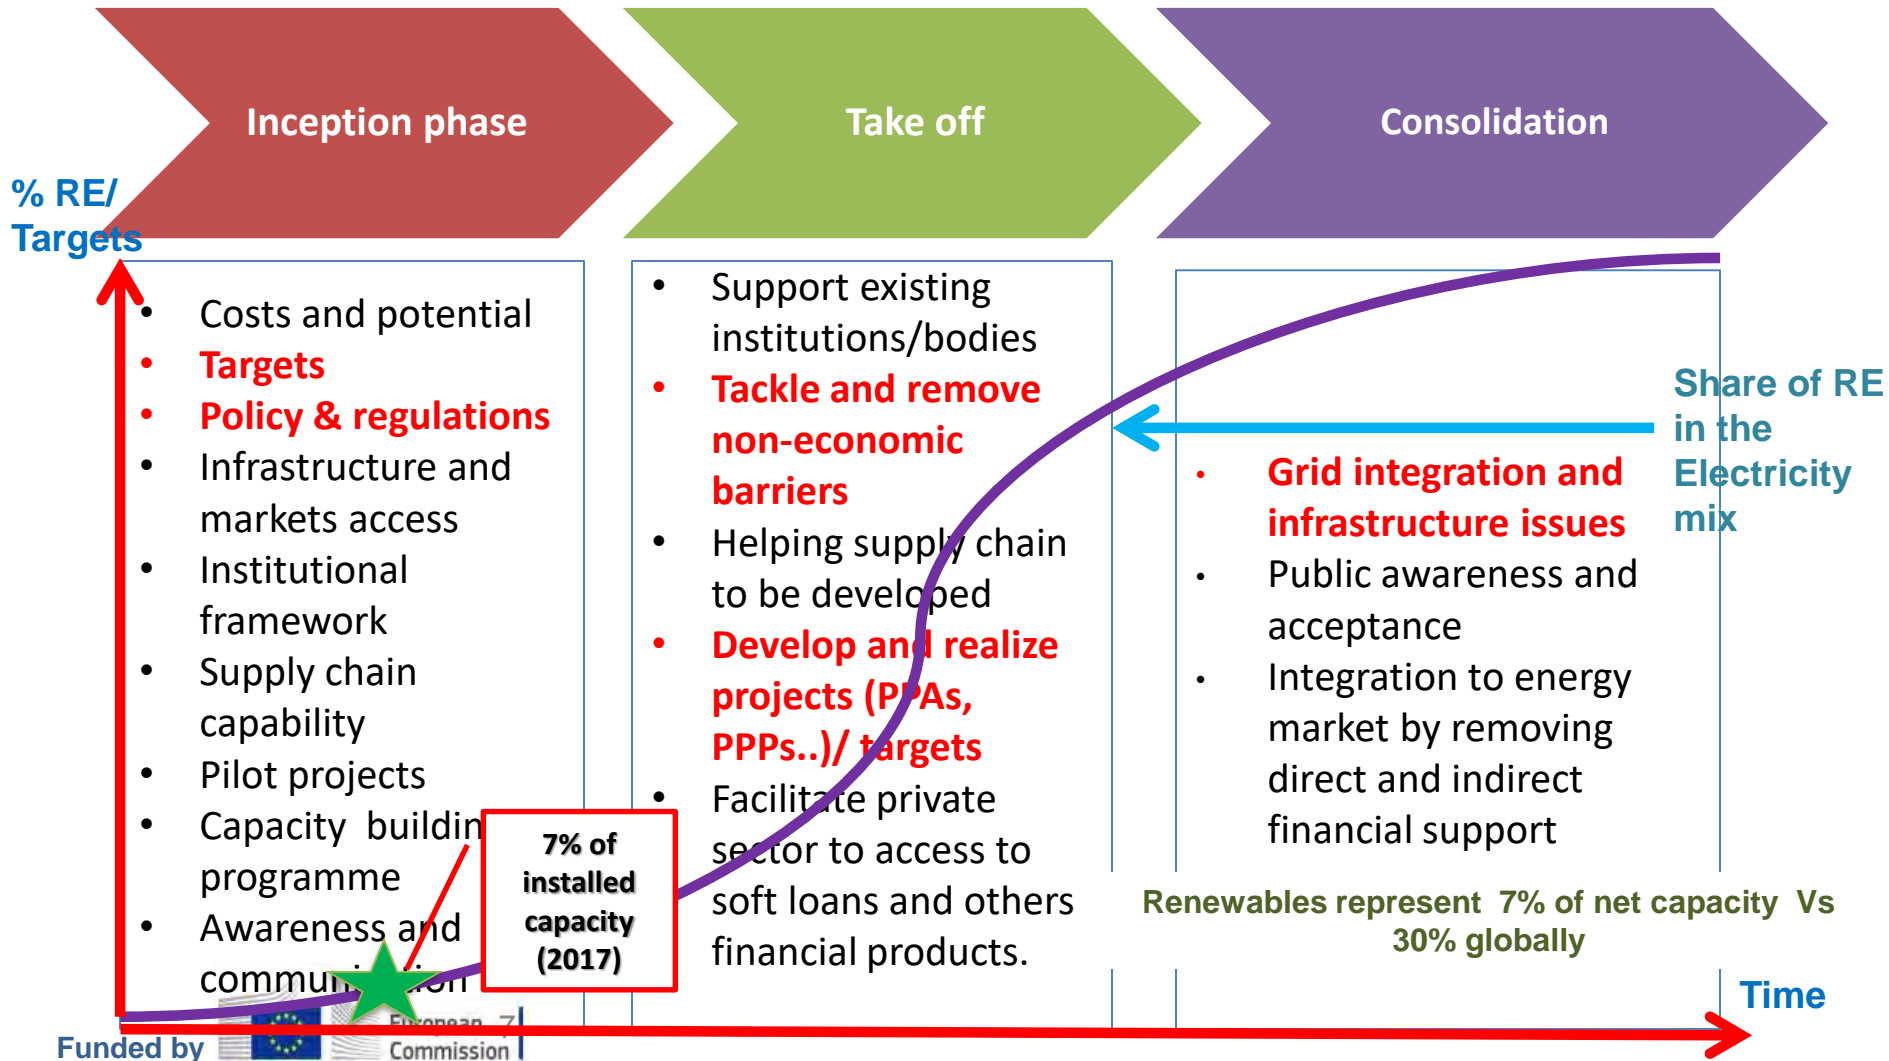 Inception phase
Take off
Consolidation
% RE/
Targets
• Costs and potential
• Targets
• Policy & regulations
• Infrastructure and
markets access
• Institutional
framework
• Supply chain
capability
• Pilot projects
• Capacity buildin
programme
• Awareness and
communication
7% of
installed
capacity
(2017)
• Support existing
institutions/bodies
• Tackle and remove
non-economic
barriers
• Helping supply chain
to be developed
• Develop and realize
projects (PPAs,
PPPs..)/ targets
• Facilitate private
sector to access to
soft loans and others
financial products.
• Grid integration and
infrastructure issues
• Public awareness and
acceptance
• Integration to energy
market by removing
direct and indirect
financial support
Share of RE
in the
Electricity
mix
Renewables represent 7% of net capacity Vs
30% globally
Time
Funded by
European 7
Commission